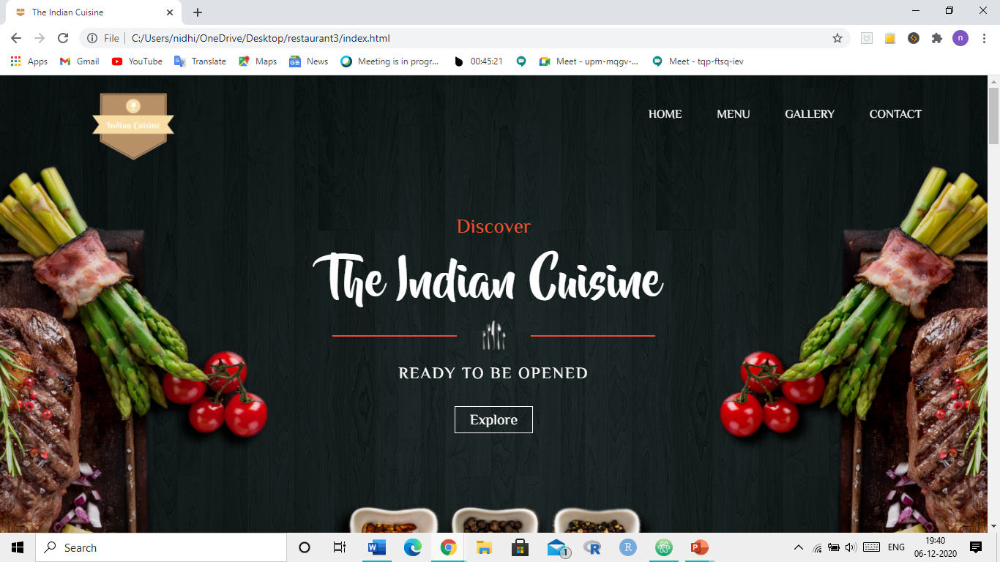 The Indian Cuisine
File
C:/Users/nidhi/OneDrive/Desktop/restaurant3/index.html
n
Apps
Gmail
YouTube
Translate
Maps
News
Meeting is in progr...
00:45:21
Meet - upm-mqgv-...
Meet - tqp-ftsq-iev
Indian Cuisine
HOME
MENU
GALLERY
CONTACT
Discover
The Indian Cuisine
READY TO BE OPENED
Explore
Search
1
ENG
19:40
06-12-2020